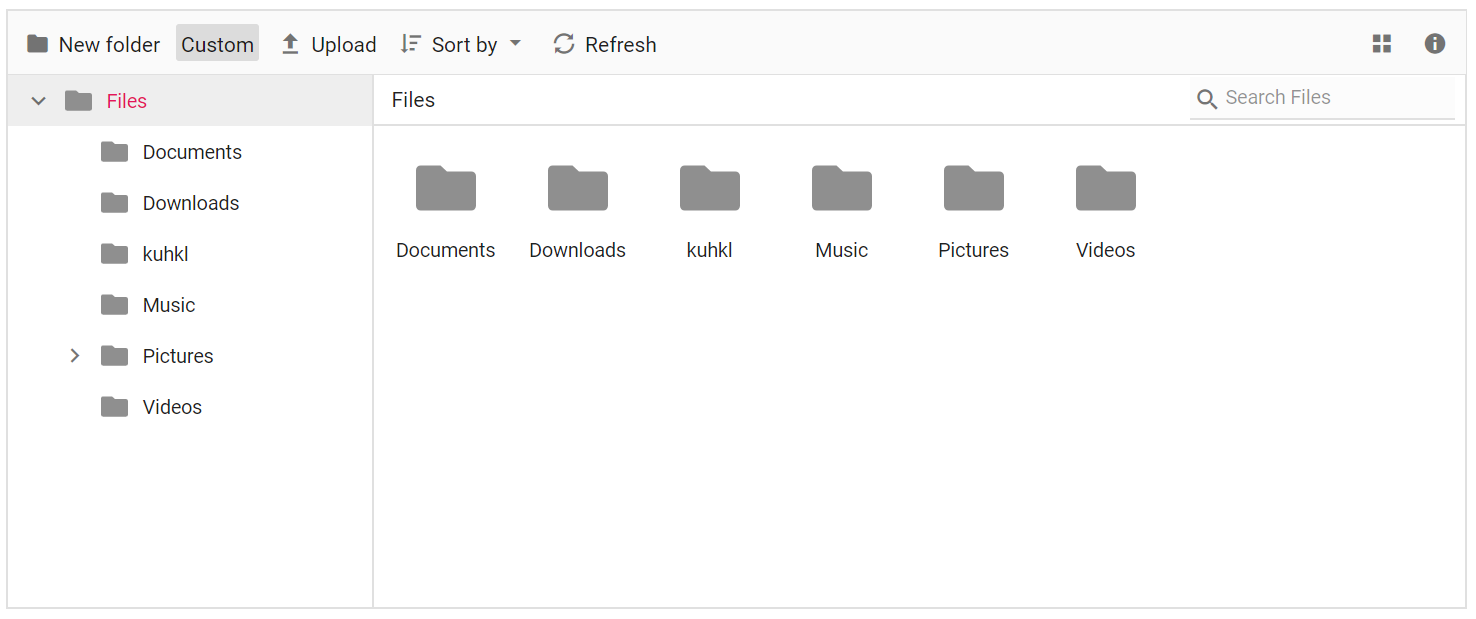 New folder Custom Upload Sort by Refresh
Files
Documents
Downloads
kuhkl
Music
Pictures
Videos
Files Search Files
Documents Downloads kuhkl Music Pictures Videos